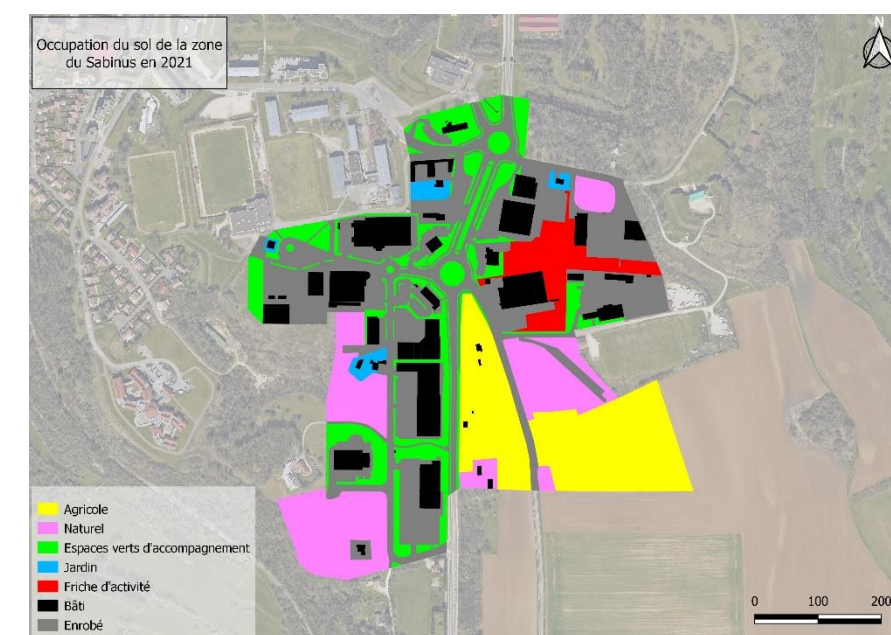 Occupation du sol de la zone
du Sabinus en 2021
N
Agricole
Naturel
Espaces verts d'accompagnement
Jardin
Friche d'activité
Bâti
Enrobé
0 100 200